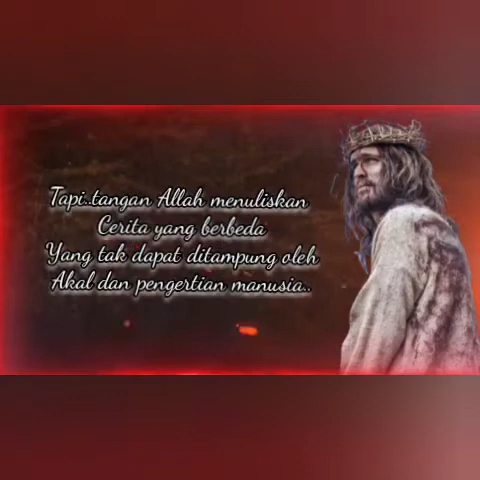 Tapi..tangan Allah menuliskan
Cerita yang berbeda
Yang tak dapat ditampung oleh
Akal dan pengertian manusia..